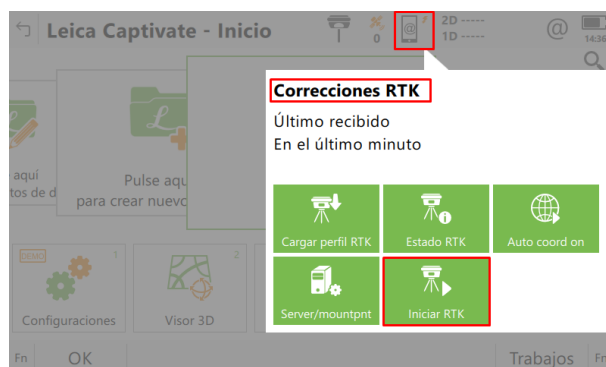 Leica Captivate - Inicio
0
@
2D -----
1D -----
@
14:36
Correcciones RTK
Último recibido
En el último minuto
Cargar perfil RTK
Estado RTK
Auto coord on
Server/mountpnt
Iniciar RTK
aquí
tos de d
Pulse aqu
para crear nuevo
DEMO
1
Configuraciones
2
Visor 3D
Fn
OK
Trabajos
Fn